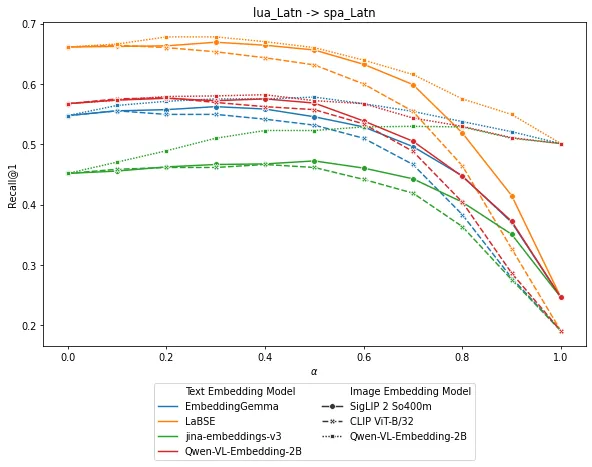 lua_Latn -> spa_Latn
Recall@1
0.7
0.6
0.5
0.4
0.3
0.2
0.0 0.2 0.4 0.6 0.8 1.0
α
Text Embedding Model
EmbeddingGemma
LaBSE
jina-embeddings-v3
Qwen-VL-Embedding-2B
Image Embedding Model
SigLIP 2 So400m
CLIP ViT-B/32
Qwen-VL-Embedding-2B